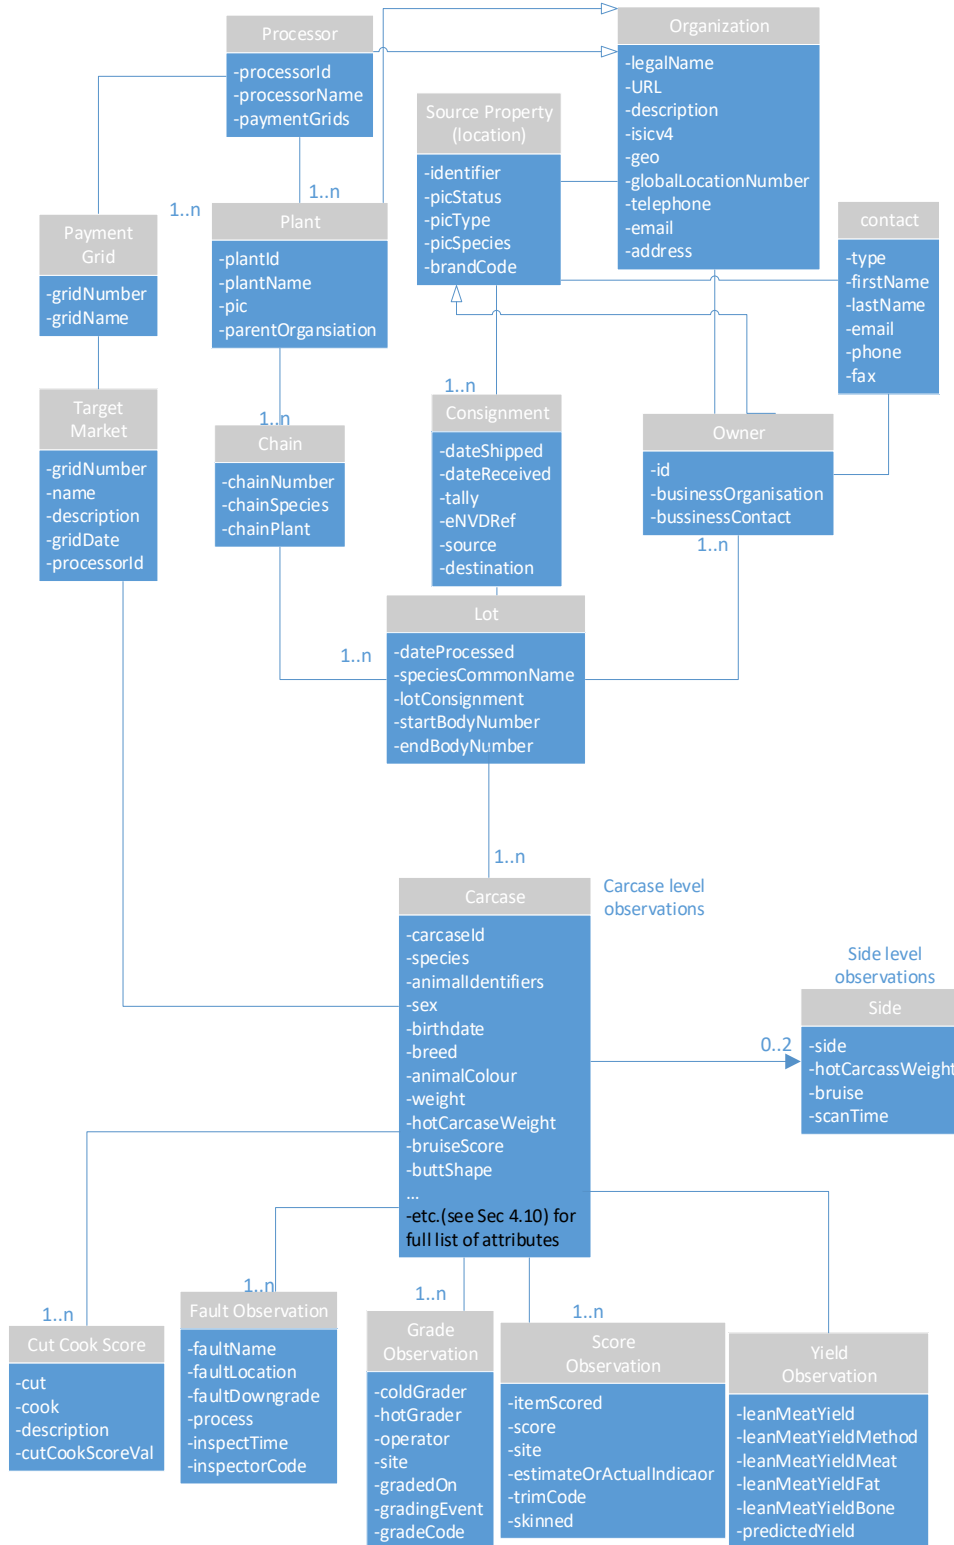 Processor
-processorId
-processorName
-paymentGrids
Organization
-legalName
-URL
-description
-isicv4
-geo
-globalLocationNumber
-telephone
-email
-address
Source Property
(location)
-identifier
-picStatus
-picType
-picSpecies
-brandCode
1..n
1..n
Payment
Grid
-gridNumber
-gridName
Plant
-plantId
-plantName
-pic
-parentOrgansiation
contact
-type
-firstName
-lastName
-email
-phone
-fax
1..n
1..n
Target
Market
-gridNumber
-name
-description
-gridDate
-processorId
Chain
-chainNumber
-chainSpecies
-chainPlant
Consignment
-dateShipped
-dateReceived
-tally
-eNVDRef
-source
-destination
Owner
-id
-businessOrganisation
-bussinessContact
1..n
Lot
-dateProcessed
-speciesCommonName
-lotConsignment
-startBodyNumber
-endBodyNumber
1..n
1..n
Carcase
-carcaseId
-species
-animalIdentifiers
-sex
-birthdate
-breed
-animalColour
-weight
-hotCarcaseWeight
-bruiseScore
-buttShape
...
-etc.(see Sec 4.10) for
full list of attributes
Carcase level
observations
Side level
observations
Side
-side
-hotCarcassWeight
-bruise
-scanTime
0..2
1..n
1..n
1..n
1..n
Cut Cook Score
-cut
-cook
-description
-cutCookScoreVal
Fault Observation
-faultName
-faultLocation
-faultDowngrade
-process
-inspectTime
-inspectorCode
Grade
Observation
-coldGrader
-hotGrader
-operator
-site
-gradedOn
-gradingEvent
-gradeCode
Score
Observation
-itemScored
-score
-site
-estimateOrActualIndicaor
-trimCode
-skinned
Yield
Observation
-leanMeatYield
-leanMeatYieldMethod
-leanMeatYieldMeat
-leanMeatYieldFat
-leanMeatYieldBone
-predictedYield